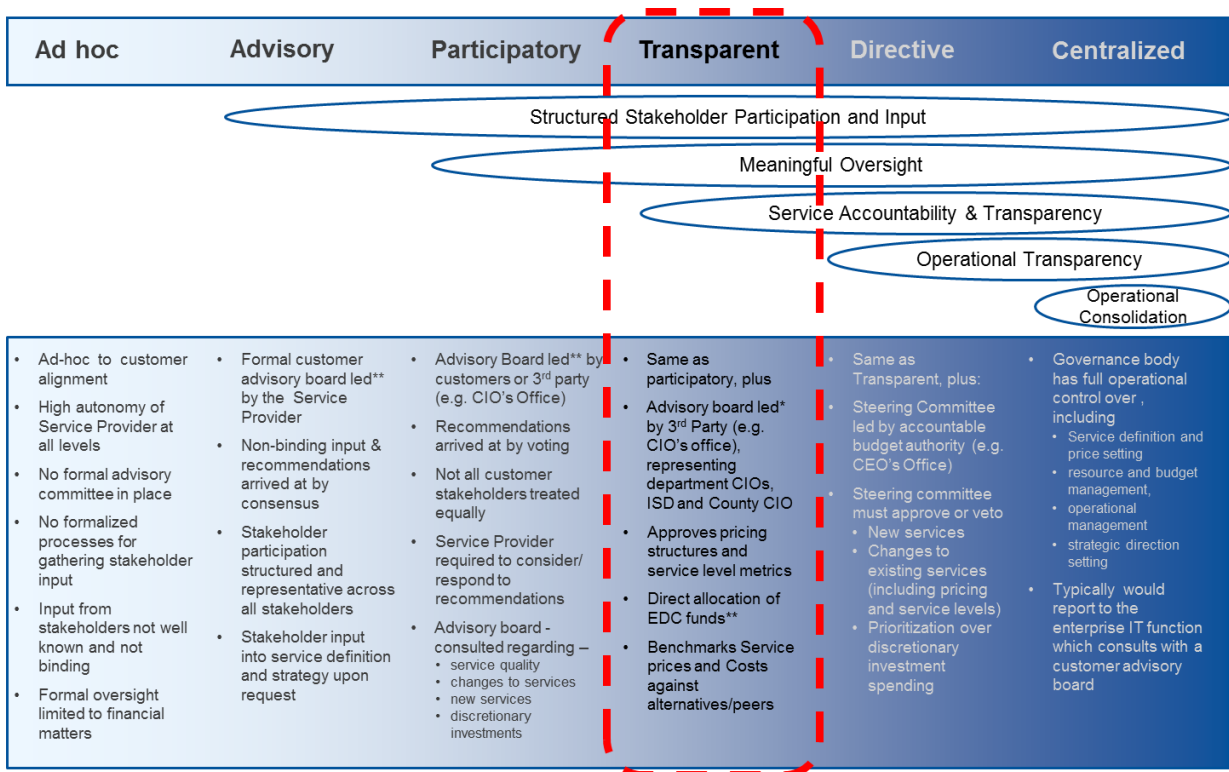 Ad hoc
Advisory
Participatory
Transparent
Directive
Centralized
Structured Stakeholder Participation and Input
Meaningful Oversight
Service Accountability & Transparency
Operational Transparency
Operational
Consolidation
• Ad-hoc to customer
alignment
• High autonomy of
Service Provider at
all levels
• No formal advisory
committee in place
• No formalized
processes for
gathering stakeholder
input
• Input from
stakeholders not well
known and not
binding
• Formal oversight
limited to financial
matters
• Formal customer
advisory board led**
by the Service
Provider
• Non-binding input &
recommendations
arrived at by
consensus
• Stakeholder
participation
structured and
representative across
all stakeholders
• Stakeholder input
into service definition
and strategy upon
request
• Advisory Board led** by
customers or 3rd party
(e.g. CIO's Office)
• Recommendations
arrived at by voting
• Not all customer
stakeholders treated
equally
• Service Provider
required to consider/
respond to
recommendations
• Advisory board -
consulted regarding –
• service quality
• changes to services
• new services
• discretionary
investments
• Same as
participatory, plus
• Advisory board led*
by 3rd Party (e.g.
CIO's office),
representing
department CIOs,
ISD and County CIO
• Approves pricing
structures and
service level metrics
• Direct allocation of
EDC funds**
• Benchmarks Service
prices and Costs
against
alternatives/peers
• Same as
Transparent, plus:
• Steering Committee
led by accountable
budget authority (e.g.
CEO's Office)
• Steering committee
must approve or veto
• New services
• Changes to
existing services
(including pricing
and service levels)
• Prioritization over
discretionary
investment
spending
• Governance body
has full operational
control over ,
including
• Service definition and
price setting
• resource and budget
management,
• operational
management
• strategic direction
setting
• Typically would
report to the
enterprise IT function
which consults with a
customer advisory
board